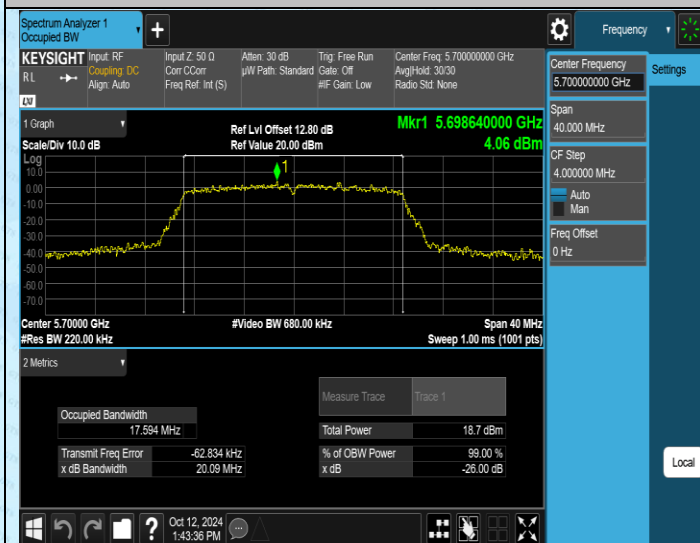 Spectrum Analyzer 1
Occupied BW
Frequency
KEYSIGHT
RL
LXI
Input: RF
Coupling: DC
Align: Auto
Input Z: 50 Ω
Corr CCorr
Freq Ref: Int (S)
Atten: 30 dB
µW Path: Standard
Trig: Free Run
Gate: Off
#IF Gain: Low
Center Freq: 5.700000000 GHz
Avg|Hold: 30/30
Radio Std: None
Center Frequency
5.700000000 GHz
Settings
Span
40.000 MHz
CF Step
4.000000 MHz
Auto
Man
Freq Offset
0 Hz
Local
1 Graph
Scale/Div 10.0 dB
Ref Lvl Offset 12.80 dB
Ref Value 20.00 dBm
Mkr1 5.698640000 GHz
4.06 dBm
Log
10.0
0.00
-10.0
-20.0
-30.0
-40.0
-50.0
-60.0
-70.0
1
Center 5.70000 GHz
#Video BW 680.00 kHz
Span 40 MHz
#Res BW 220.00 kHz
Sweep 1.00 ms (1001 pts)
2 Metrics
Measure Trace
Trace 1
Occupied Bandwidth
17.594 MHz
Total Power
18.7 dBm
Transmit Freq Error
-62.834 kHz
% of OBW Power
99.00 %
x dB Bandwidth
20.09 MHz
x dB
-26.00 dB
?
Oct 12, 2024
1:43:36 PM